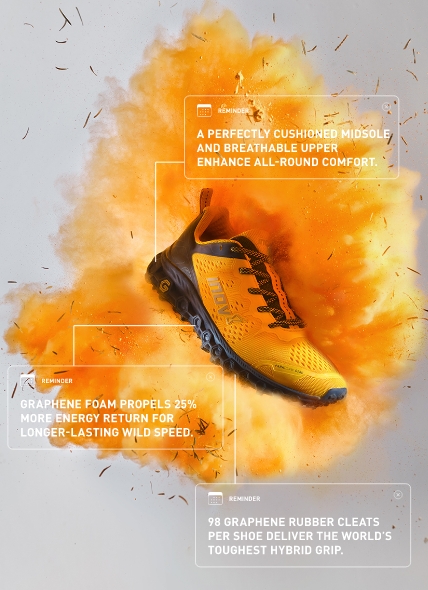 REMINDER
A PERFECTLY CUSHIONED MIDSOLE
AND BREATHABLE UPPER
ENHANCE ALL-ROUND COMFORT.
inov8
REMINDER
GRAPHENE FOAM PROPELS 25%
MORE ENERGY RETURN FOR
LONGER-LASTING WILD SPEED.
REMINDER
98 GRAPHENE RUBBER CLEATS
PER SHOE DELIVER THE WORLD'S
TOUGHEST HYBRID GRIP.